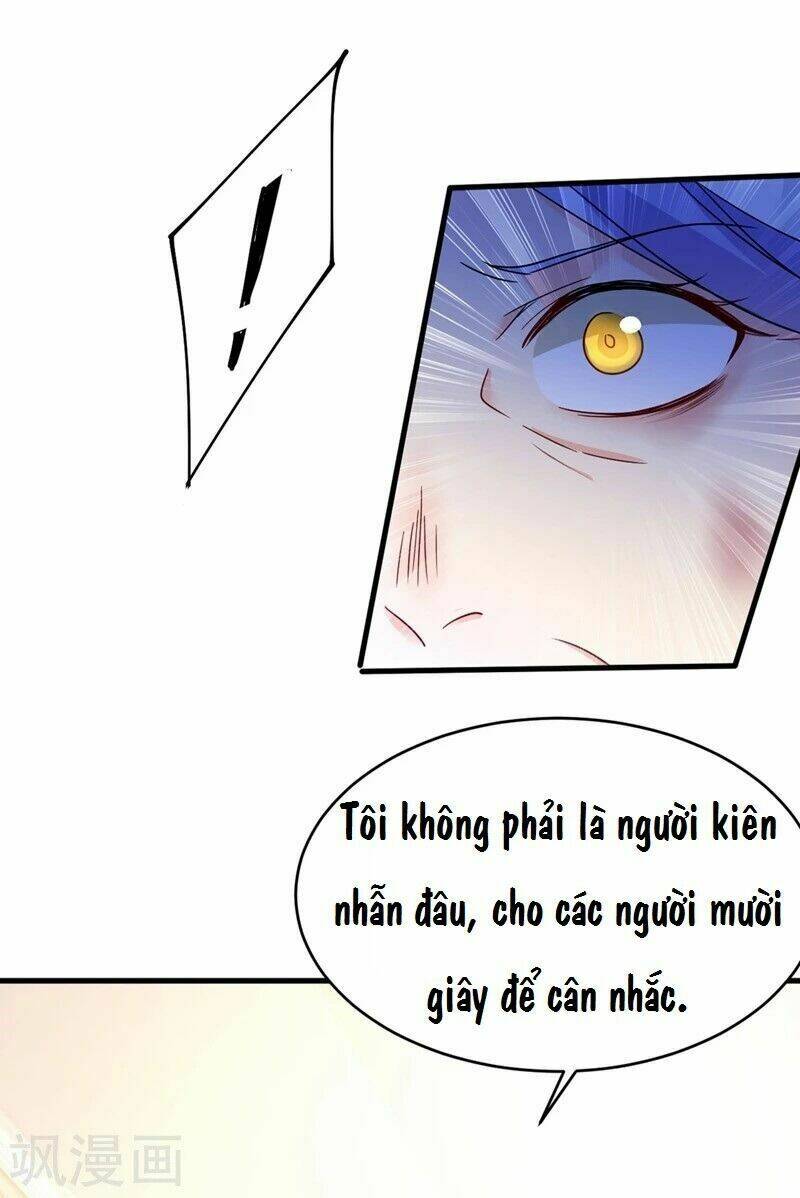 !
Tôi không phải là người kiên
nhẫn đâu, cho các người mười
giây để cân nhắc.
飒漫画